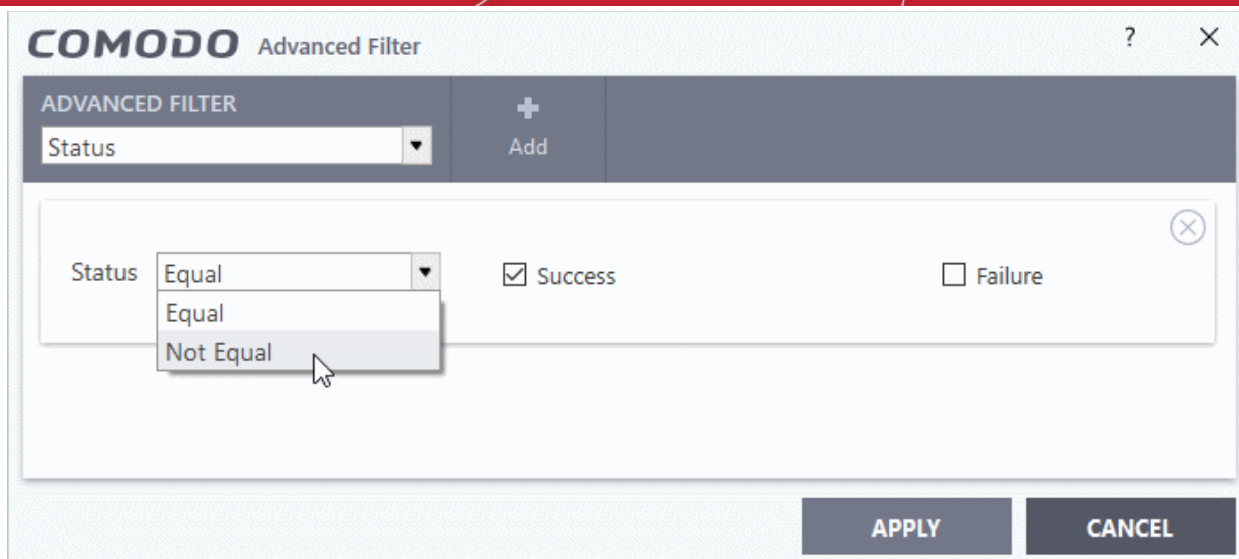 COMODO Advanced Filter ?
ADVANCED FILTER
Status
Add
Status Equal Success Failure
Equal
Not Equal
APPLY CANCEL